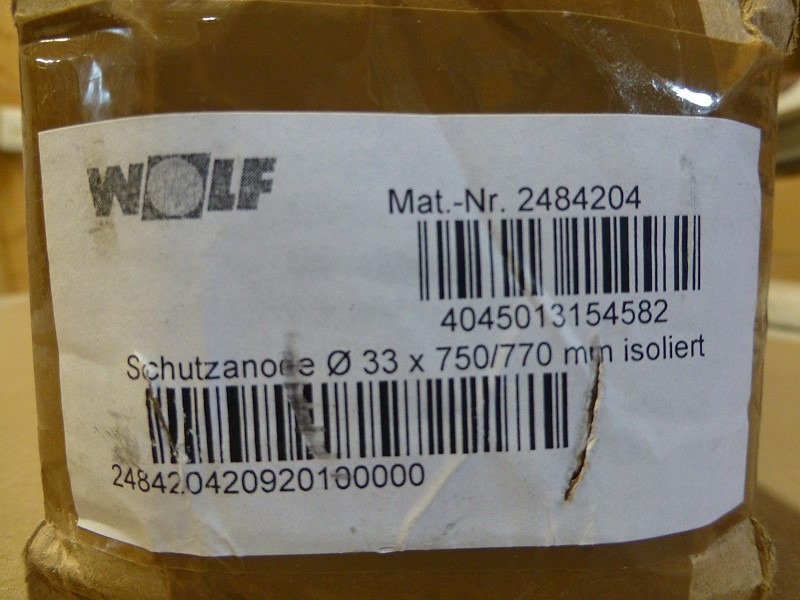 WOLF
Mat.-Nr. 2484204
4045013154582
Schutzanode Ø 33 x 750/770 mm isoliert
248420420920100000